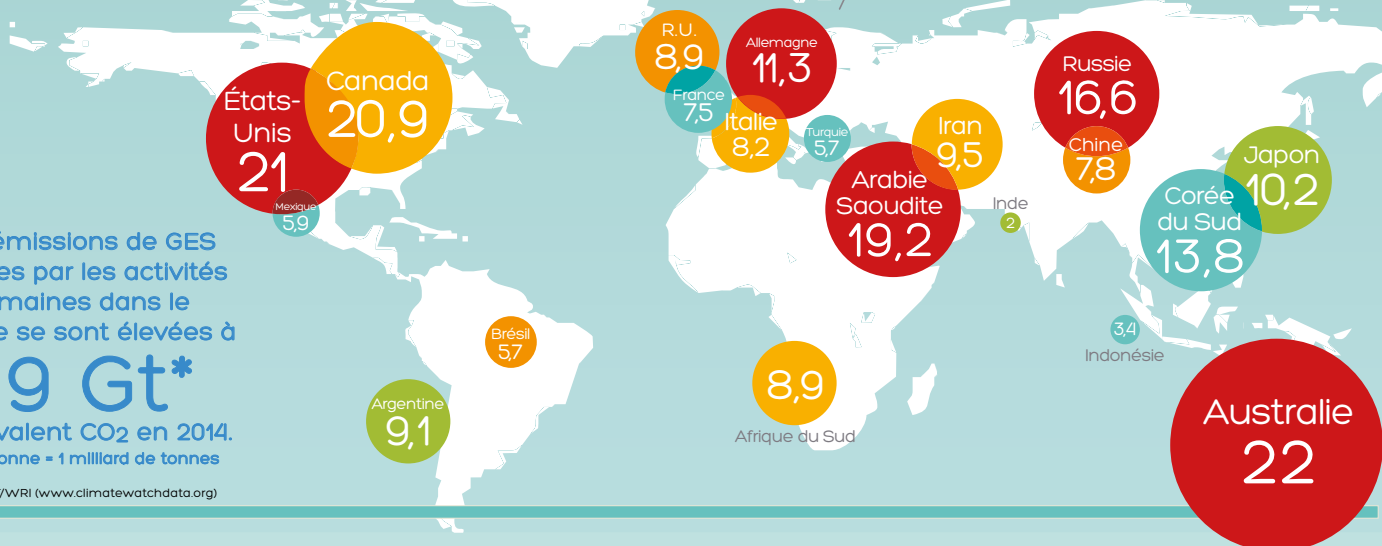 R.U.
8,9
Allemagne
11,3
Russie
16,6
Canada
20,9
États-
Unis
21
France
7,5
Italie
8,2
Turquie
5,7
Iran
9,5
Chine
7,8
Japon
10,2
Arabie
Saoudite
19,2
Inde
2
Corée
du Sud
13,8
Mexique
5,9
émissions de GES
es par les activités
maines dans le
e se sont élevées à
9 Gt*
valent CO2 en 2014.
onne = 1 milliard de tonnes
/WRI (www.climatewatchdata.org)
Brésil
5,7
3,4
Indonésie
Argentine
9,1
8,9
Afrique du Sud
Australie
22